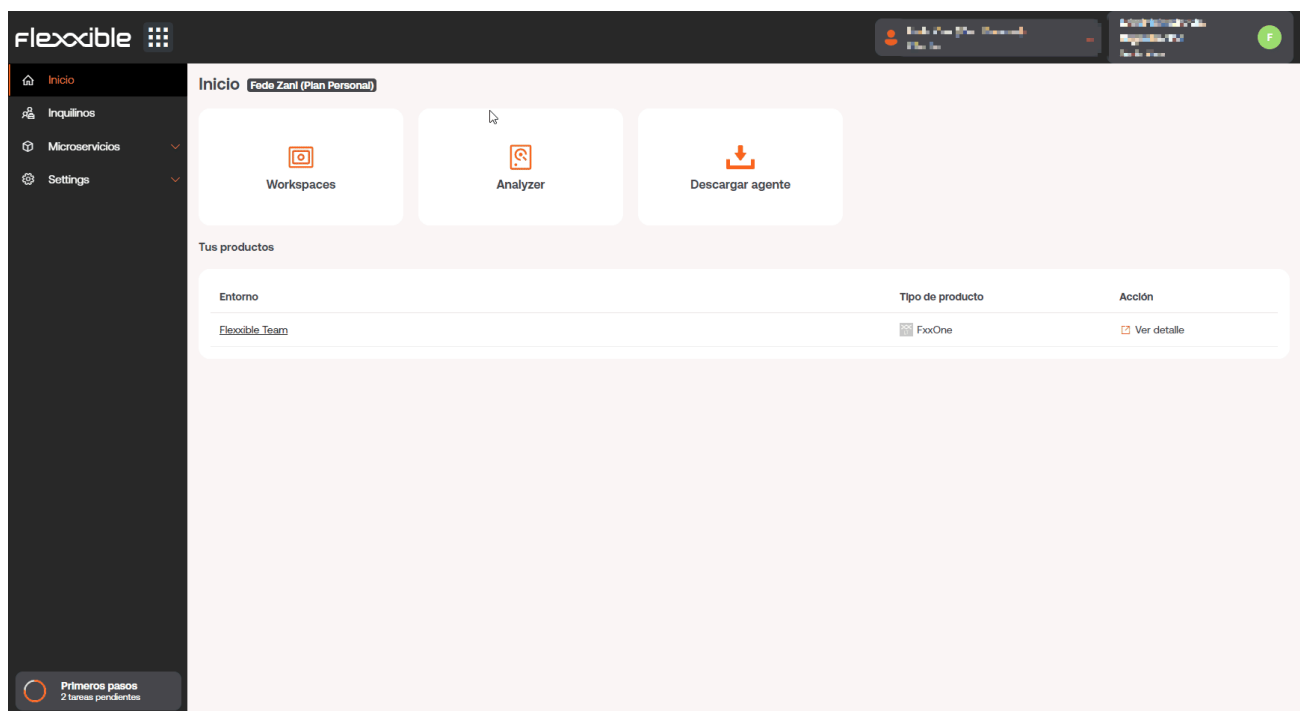 Flexxible
Inicio
Inquilinos
Microservicios
Settings
Primeros pasos
2 tareas pendientes
F
Inicio Fede Zani (Plan Personal)
Workspaces
Analyzer
Descargar agente
Tus productos
Entorno Tipo de producto Acción
Flexxible Team FxxOne Ver detalle